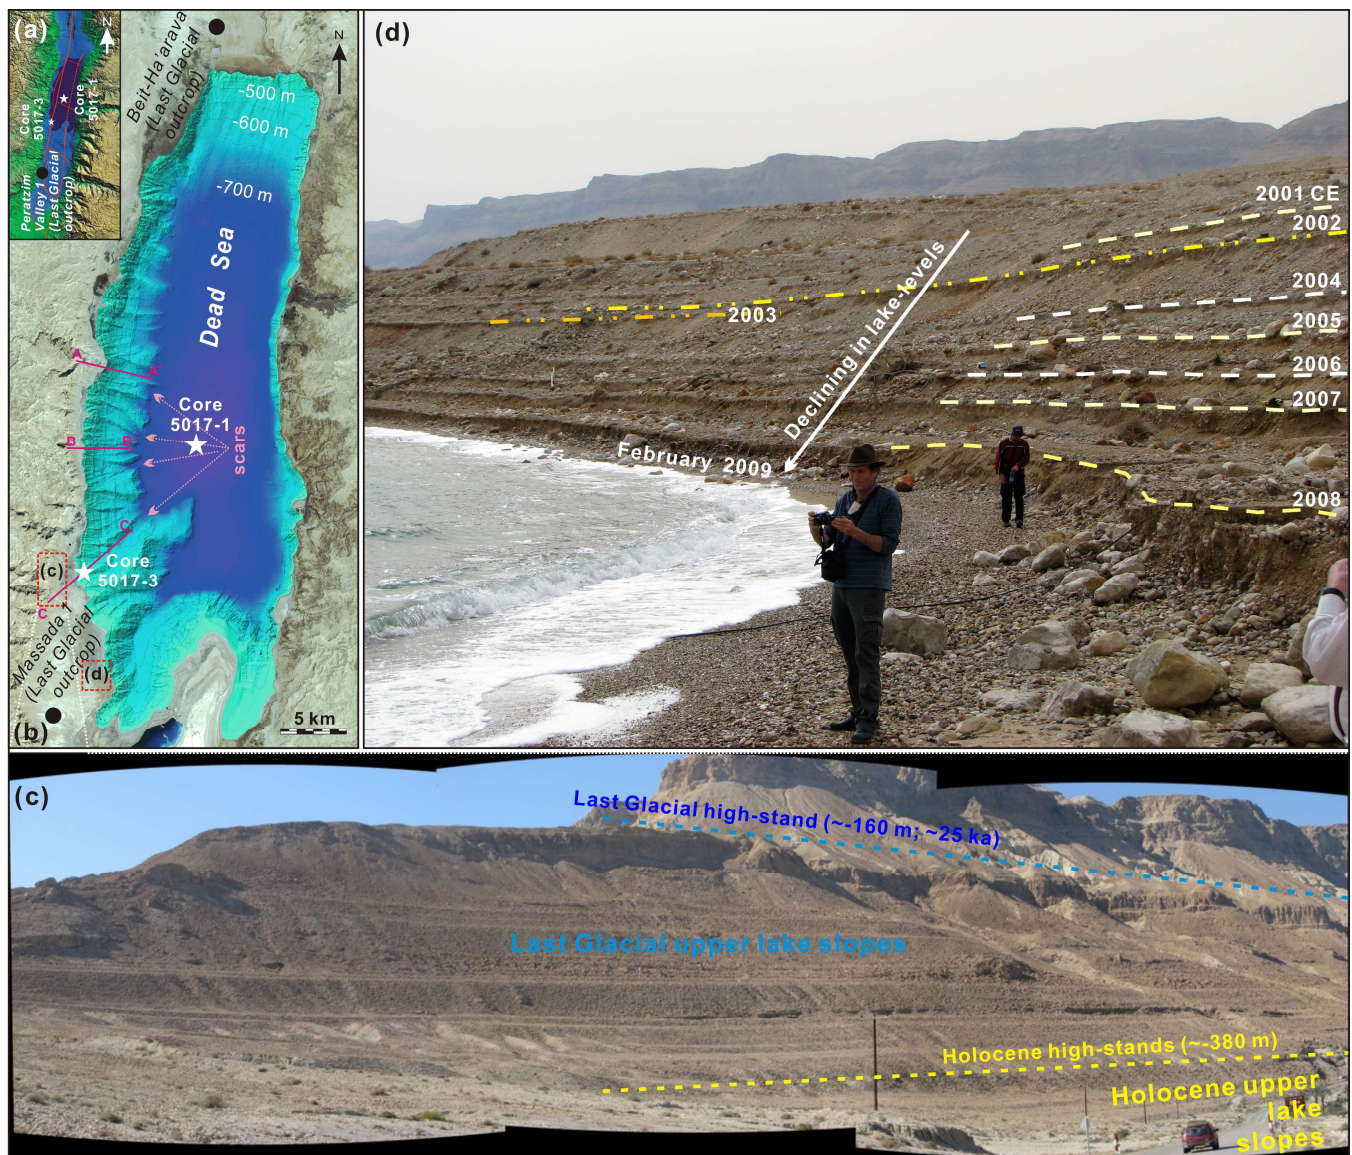 (a)
N
Core
5017-3
Core
5017-1
Peratzim
Valley 1
(Last Glacial
outcrop)
Beit-Ha'arava
(Last Glacial
outcrop)
N
-500 m
-600 m
-700 m
Dead Sea
A
A'
Core
5017-1
B
B'
scars
C'
Core
5017-3
(c)
C
Massada
(Last Glacial
outcrop)
(d)
5 km
(b)
(d)
2001 CE
2002
2003
2004
2005
2006
2007
2008
Declining in lake-levels
February 2009
(c)
Last Glacial high-stand (~-160 m; ~25 ka)
Last Glacial upper lake slopes
Holocene high-stands (~-380 m)
Holocene upper
lake
slopes